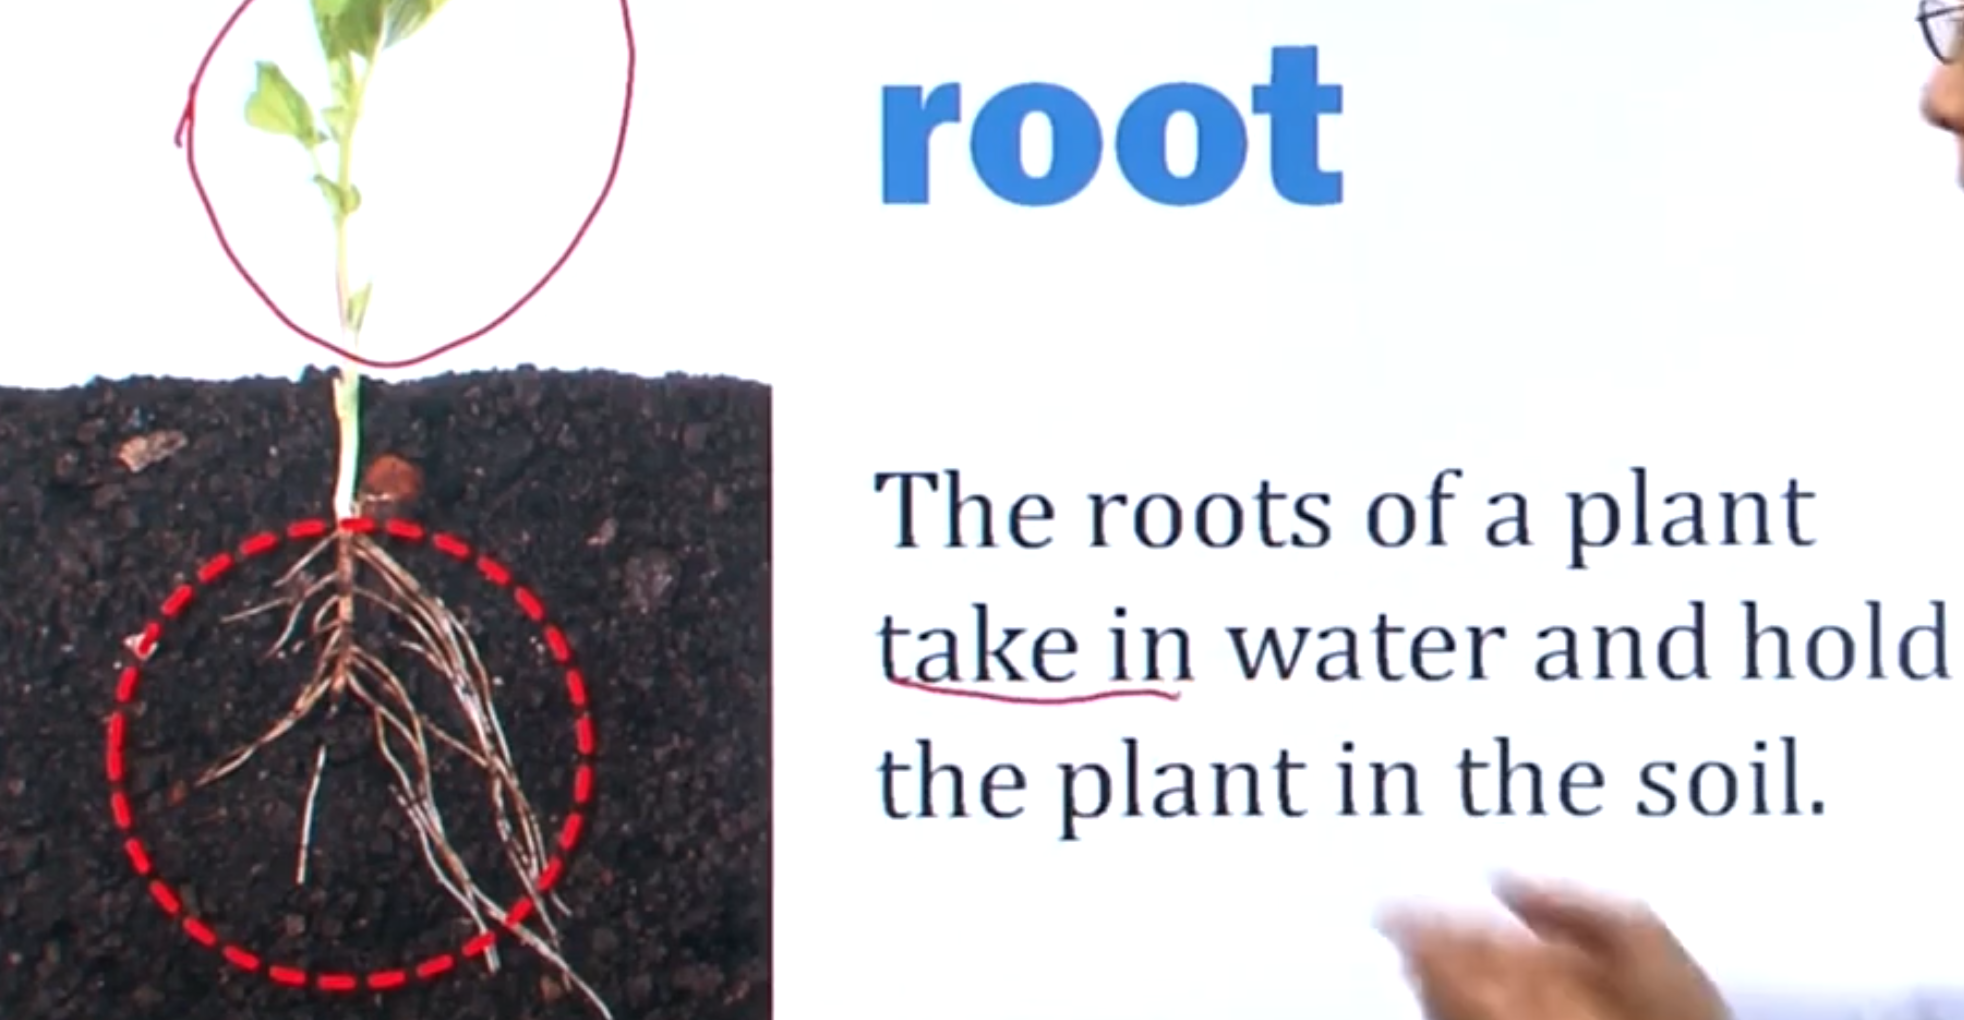 root
The roots of a plant
take in water and hold
the plant in the soil.